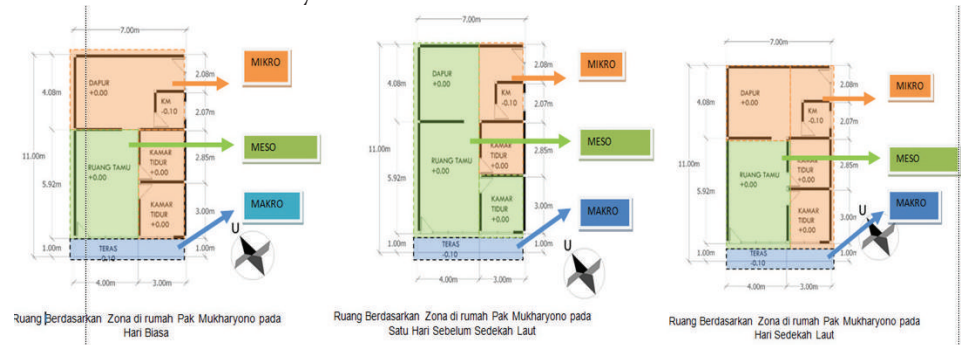 7.00m
MIKRO
DAPUR
+0.00
2.08m
4.08m
KM
-0.10
2.07m
MESO
11.00m
RUANG TAMU
+0.00
KAMAR
TIDUR
+0.00
2.85m
5.92m
KAMAR
TIDUR
+0.00
3.00m
MAKRO
U
1.00m
TERAS
-0.10
1.00m
4.00m
3.00m
Ruang Berdasarkan Zona di rumah Pak Mukharyono pada
Hari Biasa
7.00m
MIKRO
DAPUR
+0.00
2.08m
4.08m
KM
-0.10
2.07m
MESO
11.00m
RUANG TAMU
+0.00
KAMAR
TIDUR
+0.00
2.85m
5.92m
KAMAR
TIDUR
+0.00
3.00m
MAKRO
U
1.00m
TERAS
-0.10
1.00m
4.00m
3.00m
Ruang Berdasarkan Zona di rumah Pak Mukharyono pada
Satu Hari Sebelum Sedekah Laut
7.00m
MIKRO
DAPUR
+0.00
2.08m
4.08m
KM
-0.10
2.07m
MESO
11.00m
RUANG TAMU
+0.00
KAMAR
TIDUR
+0.00
2.85m
5.92m
KAMAR
TIDUR
+0.00
3.00m
MAKRO
U
1.00m
TERAS
-0.10
1.00m
4.00m
3.00m
Ruang Berdasarkan Zona di rumah Pak Mukharyono pada
Hari Sedekah Laut